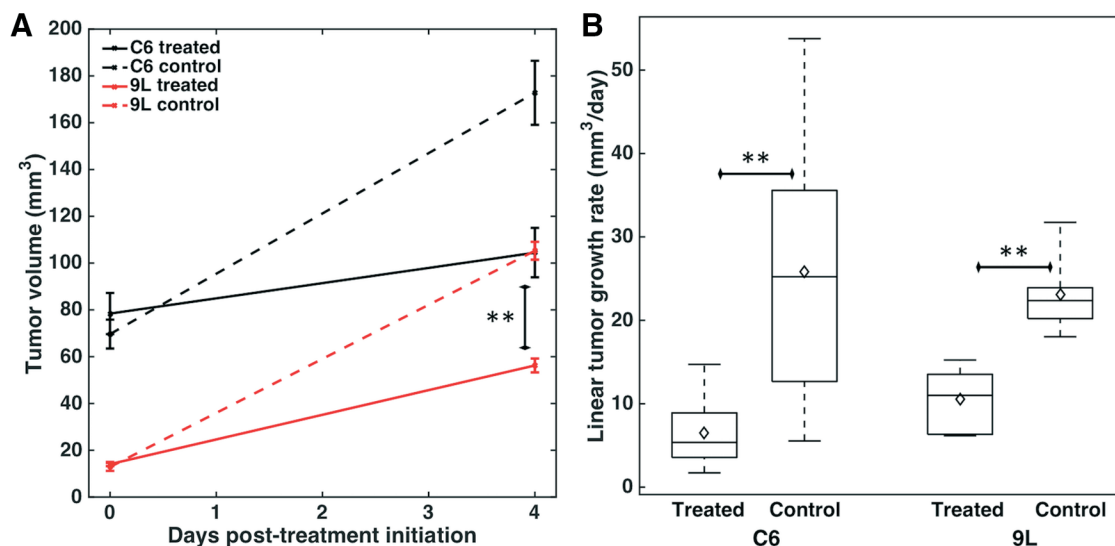 A
200
180
160
140
120
100
80
60
40
20
0
Tumor volume (mm³)
C6 treated
C6 control
9L treated
9L control
**
0 1 2 3 4
Days post-treatment initiation
B
50
40
30
20
10
0
Linear tumor growth rate (mm³/day)
**
**
Treated Control Treated Control
C6 9L